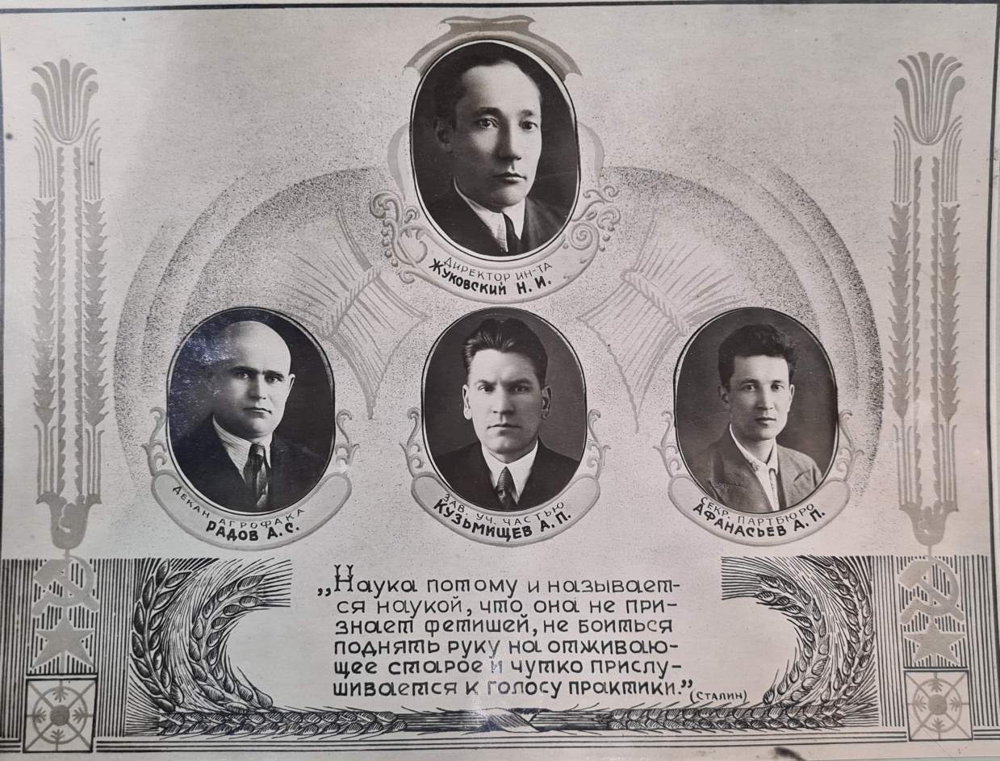 ДИРЕКТОР ИН-ТА
ЖУКОВСКИЙ Н. И.
ДЕКАН АГРОФАКА
РАДОВ А. С.
ЗАВ. УЧ. ЧАСТЬЮ
КУЗЬМИЩЕВ А. П.
СЕКР. ПАРТБЮРО
АФАНАСЬЕВ А. П.
„Наука потому и называет-
ся наукой, что она не при-
знает фетишей, не боиться
поднять руку на отживаю-
щее старое и чутко прислу-
шивается к голосу практики.”
(СТАЛИН)